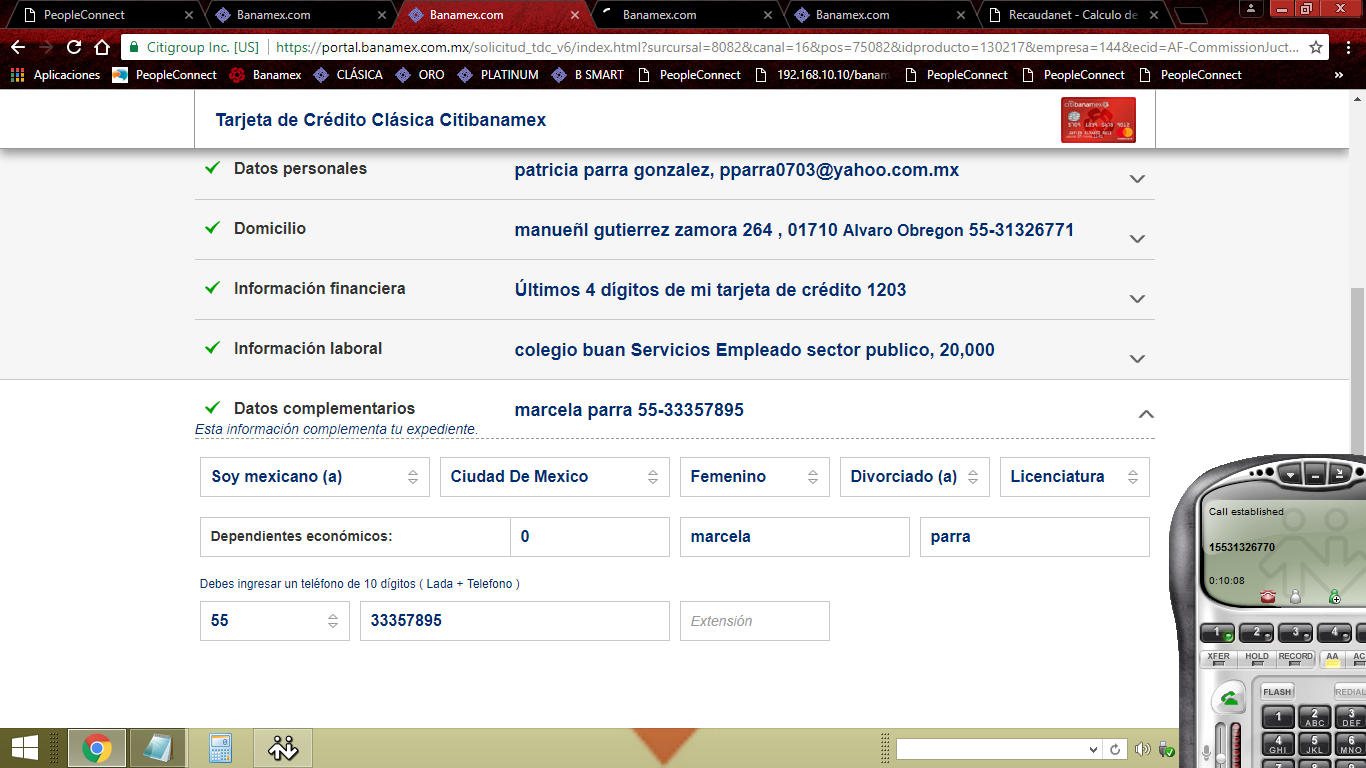 PeopleConnect Banamex.com Banamex.com Banamex.com Banamex.com Recaudanet - Calculo de
Citigroup Inc. [US] https://portal.banamex.com.mx/solicitud_tdc_v6/index.html?surcursal=8082&canal=16&pos=75082&idproducto=130217&empresa=144&ecid=AF-CommissionJuct...
Aplicaciones PeopleConnect Banamex CLÁSICA ORO PLATINUM B SMART PeopleConnect 192.168.10.10/banam PeopleConnect PeopleConnect PeopleConnect »
Tarjeta de Crédito Clásica Citibanamex
citibanamex
Datos personales patricia parra gonzalez, pparra0703@yahoo.com.mx
Domicilio manueñl gutierrez zamora 264 , 01710 Alvaro Obregon 55-31326771
Información financiera Últimos 4 dígitos de mi tarjeta de crédito 1203
Información laboral colegio buan Servicios Empleado sector publico, 20,000
Datos complementarios marcela parra 55-33357895
Esta información complementa tu expediente.
Soy mexicano (a) Ciudad De Mexico Femenino Divorciado (a) Licenciatura
Dependientes económicos: 0 marcela parra
Debes ingresar un teléfono de 10 dígitos ( Lada + Telefono )
55 33357895 Extensión
Call established
15531326770
0:10:08
1 2 3 4
XFER HOLD RECORD AA AC
FLASH REDIAL
1 2 ABC 3 DEF
4 GHI 5 JKL 6 MNO